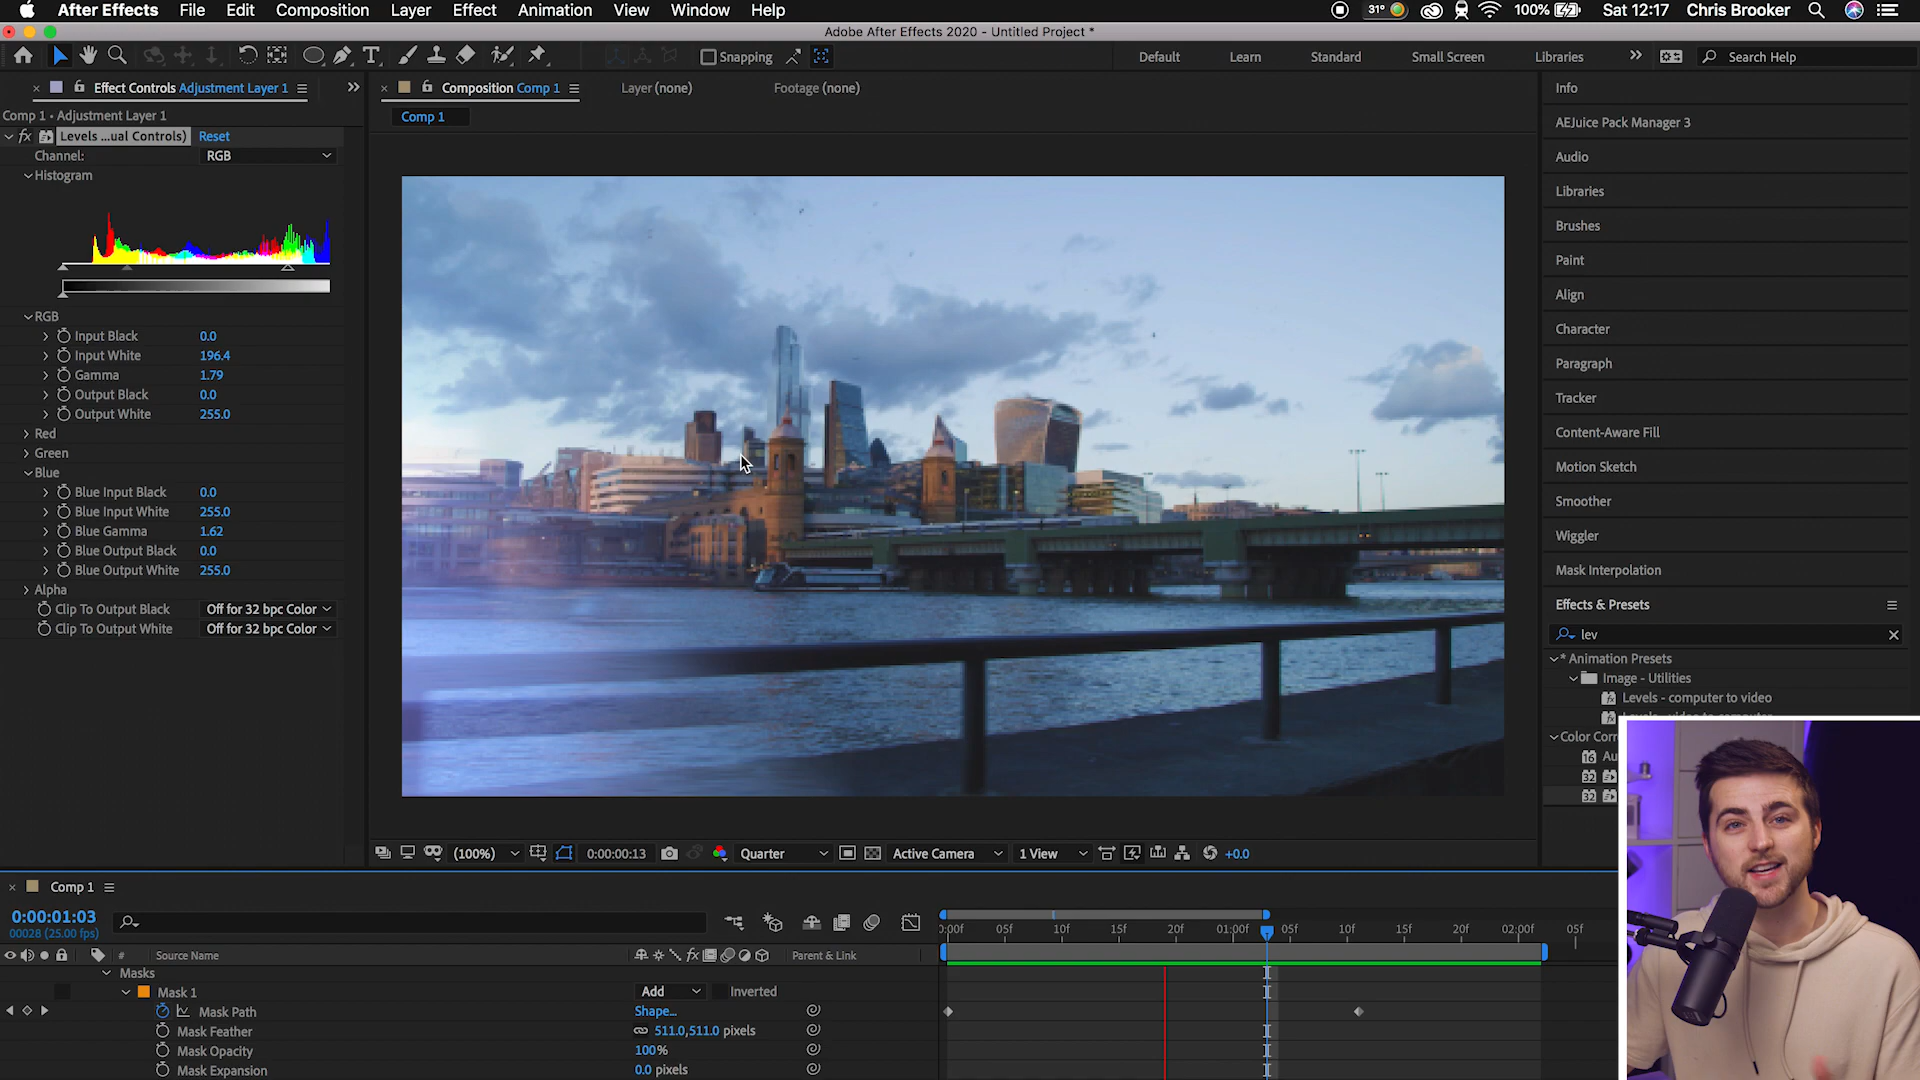 After Effects File Edit Composition Layer Effect Animation View Window Help 31° 100% Sat 12:17 Chris Brooker
Adobe After Effects 2020 - Untitled Project *
Snapping Default Learn Standard Small Screen Libraries Search Help
Effect Controls Adjustment Layer 1
Comp 1 • Adjustment Layer 1
fx Levels ...ual Controls) Reset
Channel: RGB
Histogram
RGB
Input Black 0.0
Input White 196.4
Gamma 1.79
Output Black 0.0
Output White 255.0
Red
Green
Blue
Blue Input Black 0.0
Blue Input White 255.0
Blue Gamma 1.62
Blue Output Black 0.0
Blue Output White 255.0
Alpha
Clip To Output Black Off for 32 bpc Color
Clip To Output White Off for 32 bpc Color
Composition Comp 1 Layer (none) Footage (none)
Comp 1
(100%) 0:00:00:13 Quarter Active Camera 1 View +0.0
Info
AEJuice Pack Manager 3
Audio
Libraries
Brushes
Paint
Align
Character
Paragraph
Tracker
Content-Aware Fill
Motion Sketch
Smoother
Wiggler
Mask Interpolation
Effects & Presets
lev
* Animation Presets
Image - Utilities
Levels - computer to video
Color Corr
16 Au
32
32
Comp 1
0:00:01:03
00028 (25.00 fps)
:00f 05f 10f 15f 20f 01:00f 05f 10f 15f 20f 02:00f 05f
# Source Name fx Parent & Link
Masks
Mask 1 Add Inverted
Mask Path Shape...
Mask Feather 511.0,511.0 pixels
Mask Opacity 100%
Mask Expansion 0.0 pixels